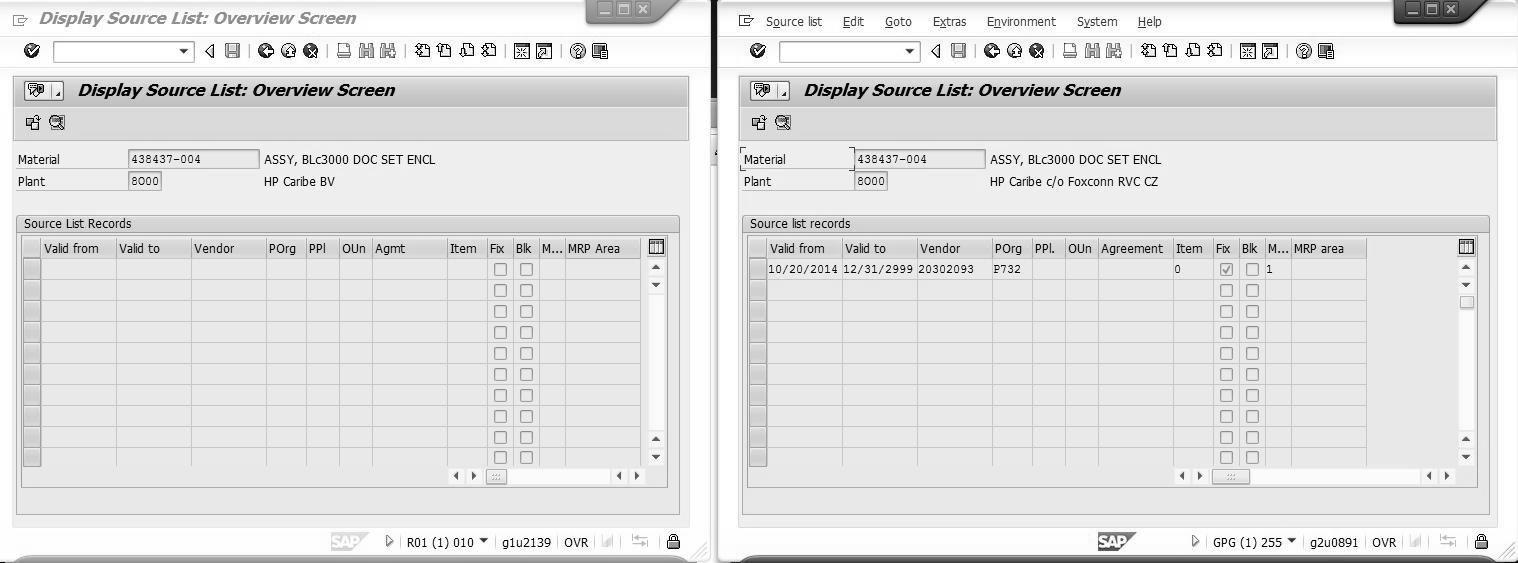 Display Source List: Overview Screen
Display Source List: Overview Screen
Material 438437-004 ASSY, BLc3000 DOC SET ENCL
Plant 8000 HP Caribe BV
Source List Records
Valid from Valid to Vendor POrg PPl OUn Agmt Item Fix Blk M... MRP Area
SAP R01 (1) 010 g1u2139 OVR
Source list Edit Goto Extras Environment System Help
Display Source List: Overview Screen
Material 438437-004 ASSY, BLc3000 DOC SET ENCL
Plant 8000 HP Caribe c/o Foxconn RVC CZ
Source list records
Valid from Valid to Vendor POrg PPl. OUn Agreement Item Fix Blk M... MRP area
10/20/2014 12/31/2999 20302093 P732 0 1
SAP GPG (1) 255 g2u0891 OVR